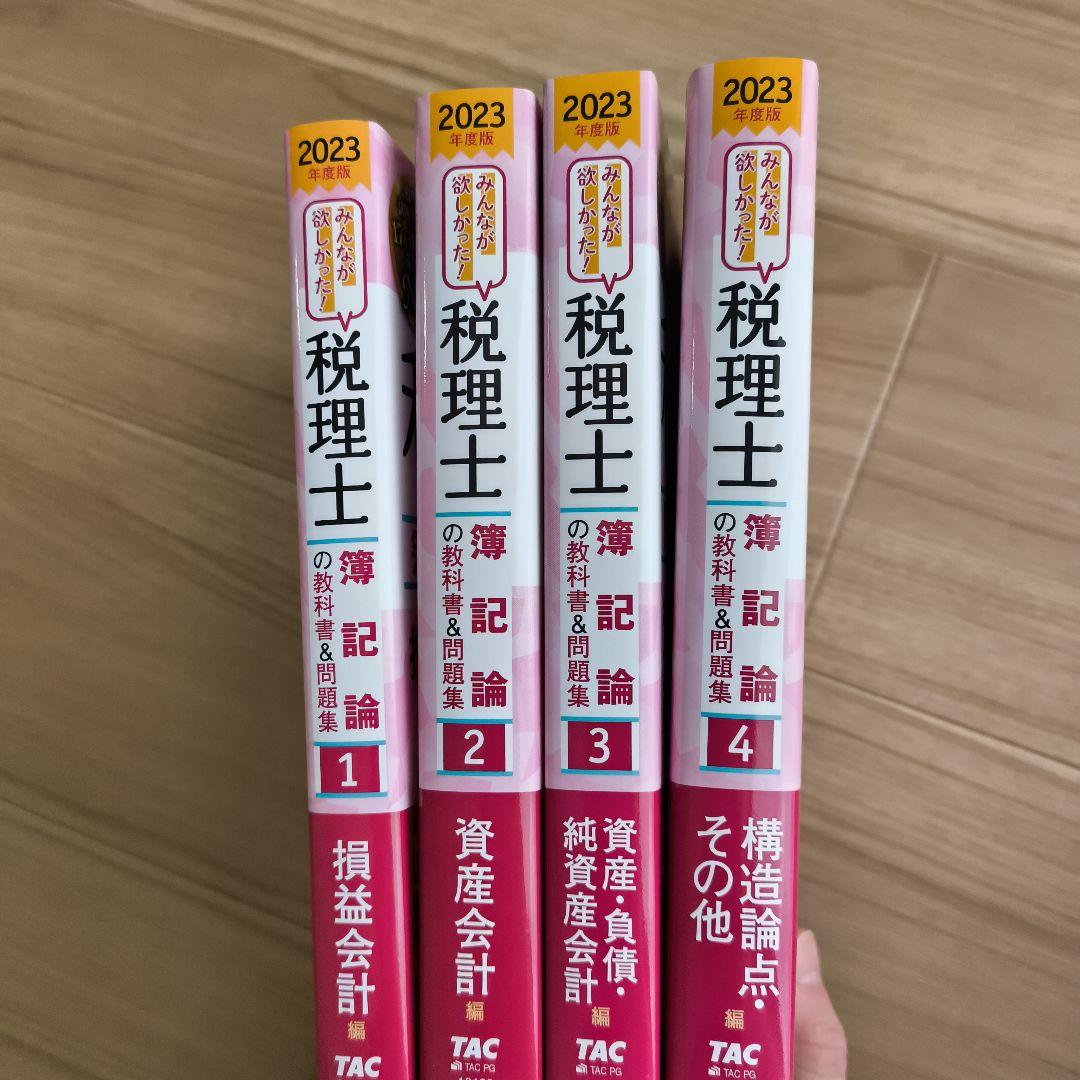 2023
年度版
みんなが
欲しかった!
税理士
簿記論
の教科書&問題集
1
損益会計
編
TAC
2023
年度版
みんなが
欲しかった!
税理士
簿記論
の教科書&問題集
2
資産会計
編
TAC
TAC PG
2023
年度版
みんなが
欲しかった!
税理士
簿記論
の教科書&問題集
3
資産・負債・
純資産会計
編
TAC
TAC PG
2023
年度版
みんなが
欲しかった!
税理士
簿記論
の教科書&問題集
4
構造論点・
その他
編
TAC
TAC PG